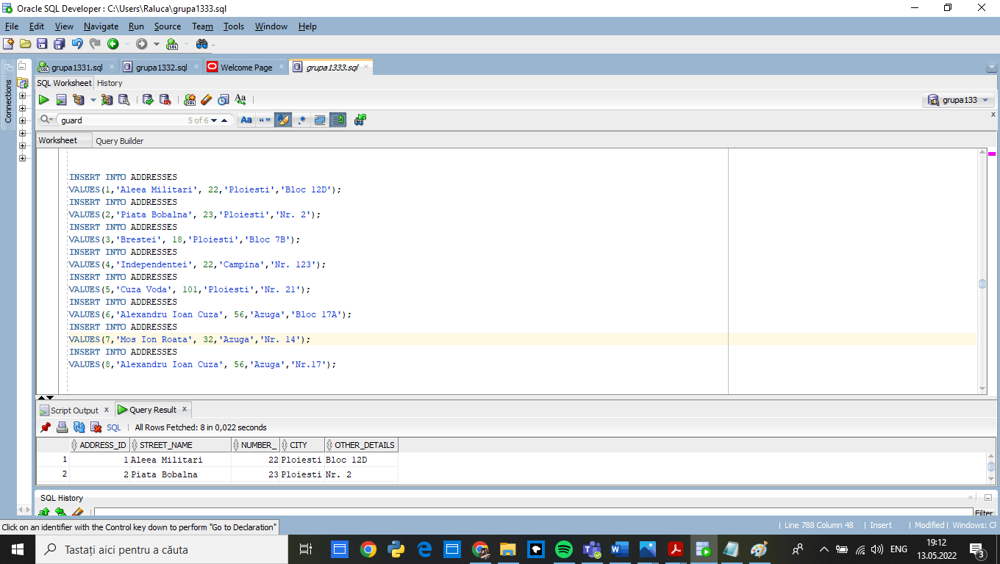 Oracle SQL Developer : C:\Users\Raluca\grupa1333.sql
File Edit View Navigate Run Source Team Tools Window Help
grupa1331.sql grupa1332.sql Welcome Page grupa1333.sql
Connections
SQL Worksheet History
grupa133
guard 5 of 6
Worksheet Query Builder
INSERT INTO ADDRESSES
VALUES(1,'Aleea Militari', 22,'Ploiesti','Bloc 12D');
INSERT INTO ADDRESSES
VALUES(2,'Piata Bobalna', 23,'Ploiesti','Nr. 2');
INSERT INTO ADDRESSES
VALUES(3,'Brestei', 18,'Ploiesti','Bloc 7B');
INSERT INTO ADDRESSES
VALUES(4,'Independentei', 22,'Campina','Nr. 123');
INSERT INTO ADDRESSES
VALUES(5,'Cuza Voda', 101,'Ploiesti','Nr. 21');
INSERT INTO ADDRESSES
VALUES(6,'Alexandru Ioan Cuza', 56,'Azuga','Bloc 17A');
INSERT INTO ADDRESSES
VALUES(7,'Mos Ion Roata', 32,'Azuga','Nr. 14');
INSERT INTO ADDRESSES
VALUES(8,'Alexandru Ioan Cuza', 56,'Azuga','Nr.17');
Script Output x Query Result x
SQL | All Rows Fetched: 8 in 0,022 seconds
ADDRESS_ID STREET_NAME NUMBER_ CITY OTHER_DETAILS
1 1 Aleea Militari 22 Ploiesti Bloc 12D
2 2 Piata Bobalna 23 Ploiesti Nr. 2
SQL History
Filter
Click on an identifier with the Control key down to perform "Go to Declaration"
| Line 788 Column 48 | Insert | Modified | Windows: CF
Tastați aici pentru a căuta
ENG
19:12
13.05.2022
3